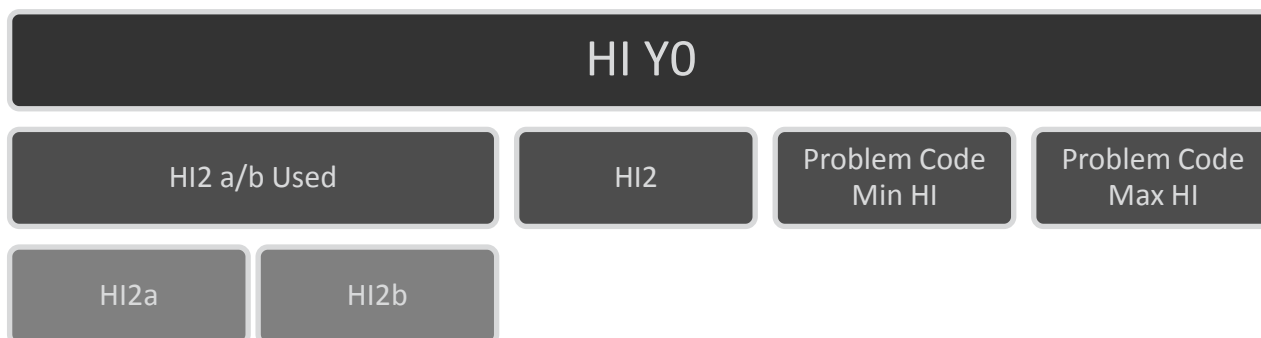 HI Y0
HI2 a/b Used
HI2
Problem Code
Min HI
Problem Code
Max HI
HI2a
HI2b